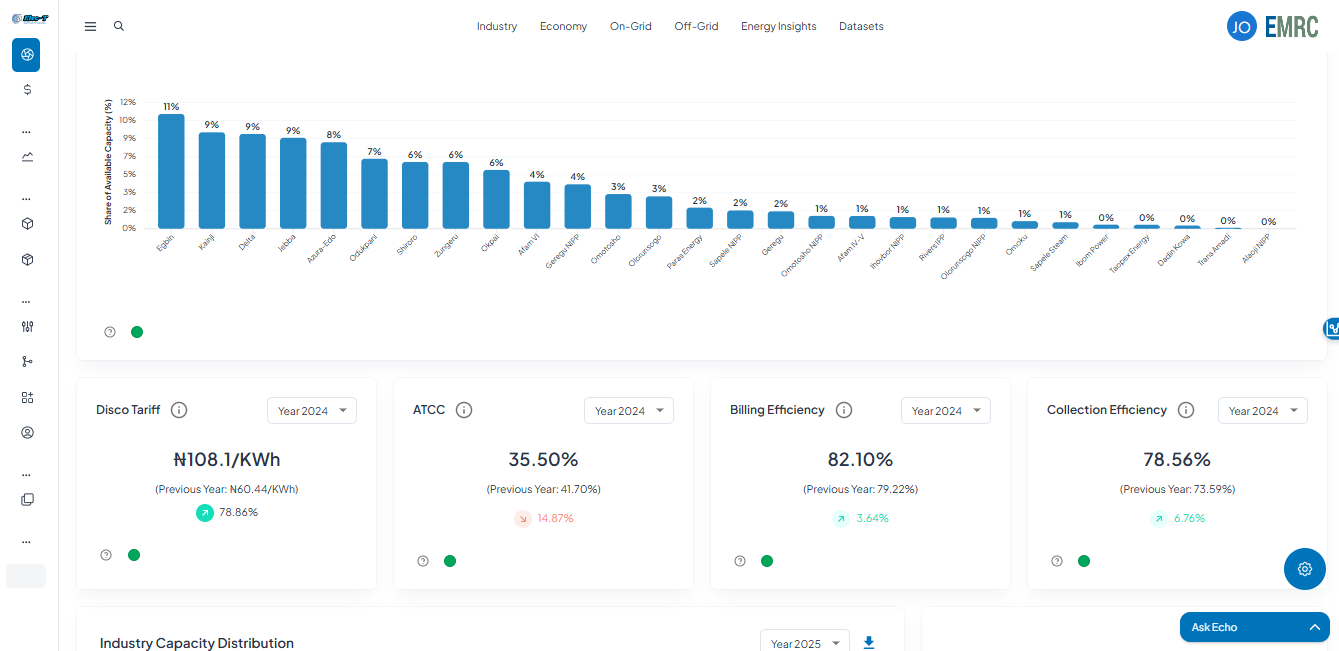 Elec-T
Industry Economy On-Grid Off-Grid Energy Insights Datasets
JO EMRC
Share of Available Capacity (%)
12%
10%
9%
7%
5%
3%
2%
0%
11% 9% 9% 9% 8% 7% 6% 6% 6% 4% 4% 3% 3% 2% 2% 2% 1% 1% 1% 1% 1% 1% 1% 0% 0% 0% 0% 0%
Egbin Kainji Delta Jebba Azura-Edo Odukpani Shiroro Zungeru Okpai Afam VI Geregu NIPP Omotosho Olorunsogo Paras Energy Sapele NIPP Geregu Omotosho NIPP Afam IV-V Ihovbor NIPP Rivers IPP Olorunsogo NIPP Omoku Sapele Steam Ibom Power Taopex Energy Dadin Kowa Trans Amadi Alaoji NIPP
Disco Tariff
Year 2024
₦108.1/KWh
(Previous Year: ₦60.44/KWh)
78.86%
ATCC
Year 2024
35.50%
(Previous Year: 41.70%)
14.87%
Billing Efficiency
Year 2024
82.10%
(Previous Year: 79.22%)
3.64%
Collection Efficiency
Year 2024
78.56%
(Previous Year: 73.59%)
6.76%
Industry Capacity Distribution
Year 2025
Ask Echo